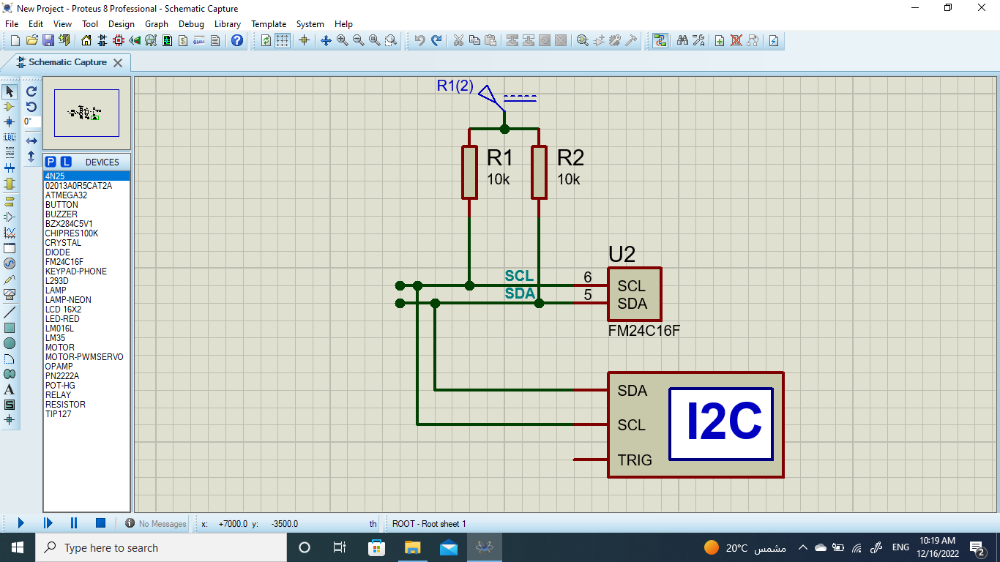 New Project - Proteus 8 Professional - Schematic Capture
File Edit View Tool Design Graph Debug Library Template System Help
Schematic Capture
0°
LBL
P L DEVICES
4N25
02013A0R5CAT2A
ATMEGA32
BUTTON
BUZZER
BZX284C5V1
CHIPRES100K
CRYSTAL
DIODE
FM24C16F
KEYPAD-PHONE
L293D
LAMP
LAMP-NEON
LCD 16X2
LED-RED
LM016L
LM35
MOTOR
MOTOR-PWMSERVO
OPAMP
PN2222A
POT-HG
RELAY
RESISTOR
TIP127
A
S
R1(2)
R1
10k
R2
10k
U2
SCL
SDA
6
5
SCL
SDA
FM24C16F
SDA
SCL
TRIG
I2C
No Messages
x: +7000.0 y: -3500.0 th
ROOT - Root sheet 1
Type here to search
20°C مشمس
ENG
10:19 AM
12/16/2022
2